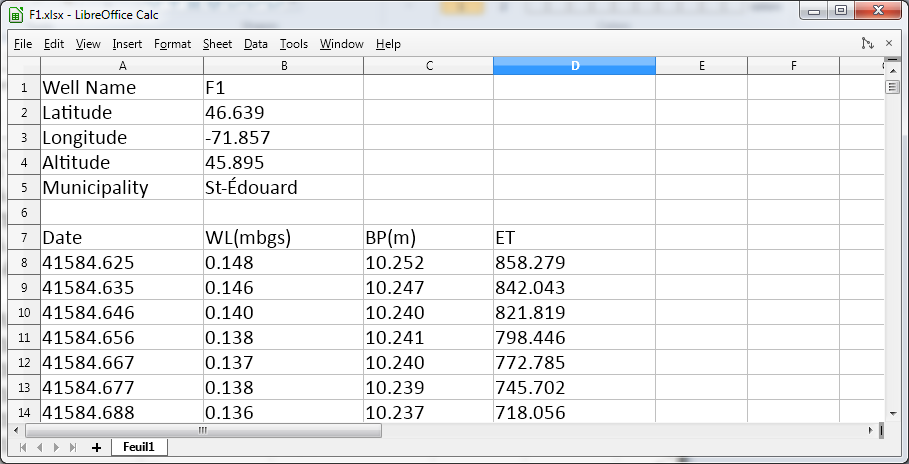 F1.xlsx - LibreOffice Calc
File Edit View Insert Format Sheet Data Tools Window Help
A B C D E F
1 Well Name F1
2 Latitude 46.639
3 Longitude -71.857
4 Altitude 45.895
5 Municipality St-Édouard
6
7 Date WL(mbgs) BP(m) ET
8 41584.625 0.148 10.252 858.279
9 41584.635 0.146 10.247 842.043
10 41584.646 0.140 10.240 821.819
11 41584.656 0.138 10.241 798.446
12 41584.667 0.137 10.240 772.785
13 41584.677 0.138 10.239 745.702
14 41584.688 0.136 10.237 718.056
Feuil1